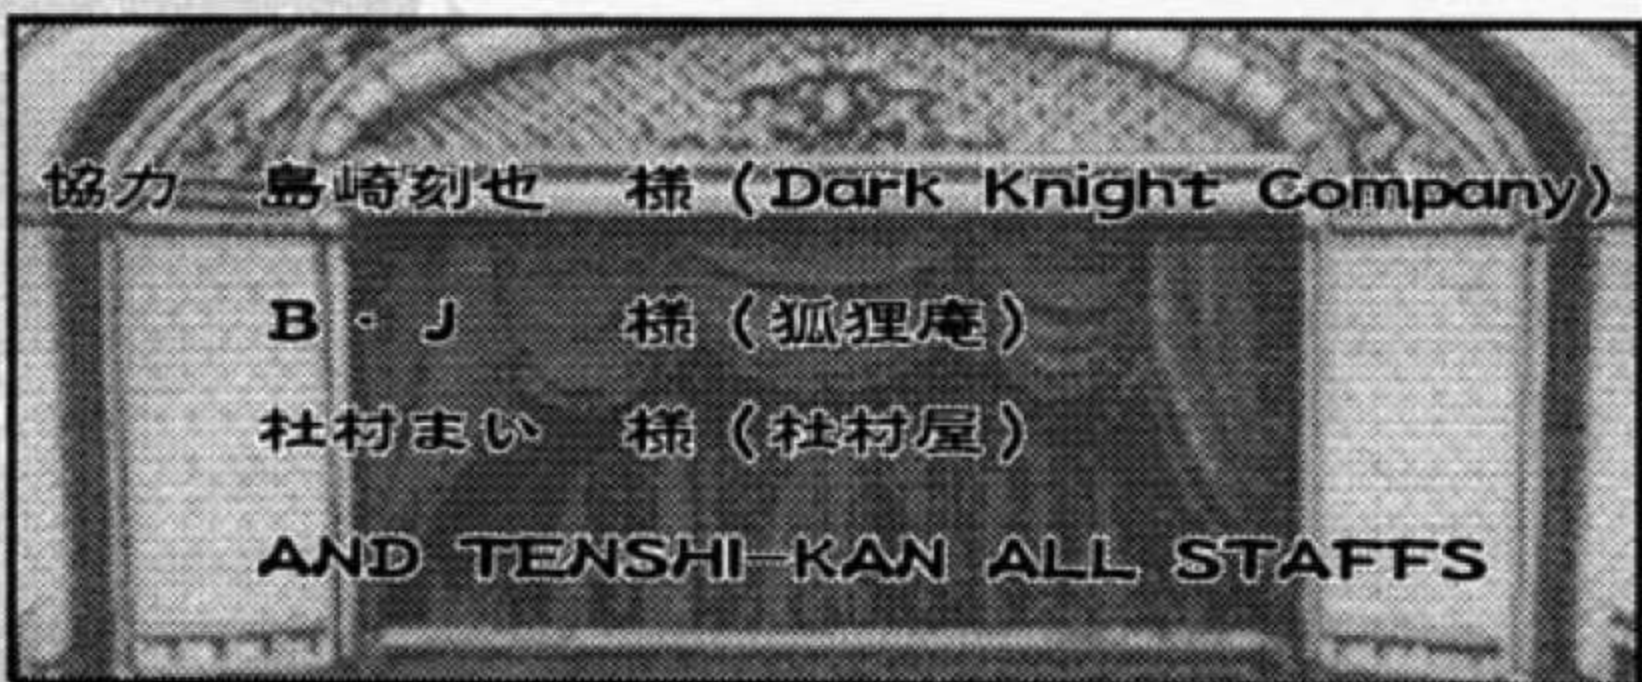 協力　島崎刻也　様（Dark Knight Company）
B・J　様（狐狸庵）
杜村まい　様（杜村屋）
AND TENSHI-KAN ALL STAFFS